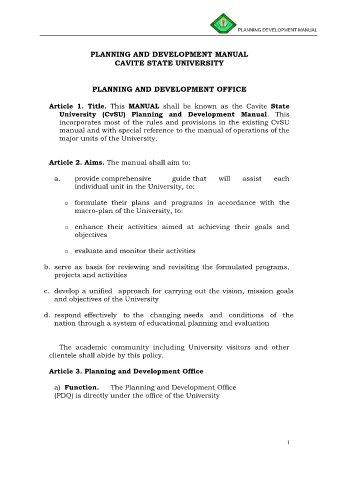 PLANNING DEVELOPMENT MANUAL
PLANNING AND DEVELOPMENT MANUAL
CAVITE STATE UNIVERSITY
PLANNING AND DEVELOPMENT OFFICE
Article 1. Title. This MANUAL shall be known as the Cavite State
University (CvSU) Planning and Development Manual. This
incorporates most of the rules and provisions in the existing CvSU
manual and with special reference to the manual of operations of the
major units of the University.
Article 2. Aims. The manual shall aim to:
a. provide comprehensive guide that will assist each
individual unit in the University, to:
o formulate their plans and programs in accordance with the
macro-plan of the University, to:
o enhance their activities aimed at achieving their goals and
objectives
o evaluate and monitor their activities
b. serve as basis for reviewing and revisiting the formulated programs,
projects and activities
c. develop a unified approach for carrying out the vision, mission goals
and objectives of the University
d. respond effectively to the changing needs and conditions of the
nation through a system of educational planning and evaluation
The academic community including University visitors and other
clientele shall abide by this policy.
Article 3. Planning and Development Office
a) Function. The Planning and Development Office
(PDO) is directly under the office of the University
1